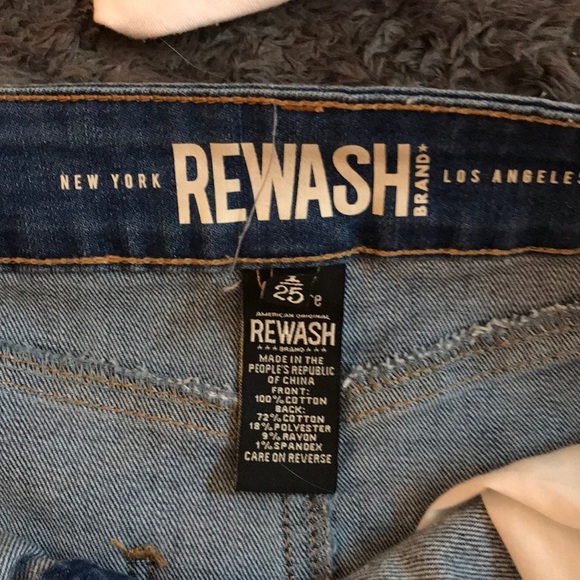 NEW YORK REWASH BRAND★ LOS ANGELES
1
25
AMERICAN ORIGINAL
REWASH
★★★ BRAND ★★★
MADE IN THE
PEOPLE'S REPUBLIC
OF CHINA
FRONT:
100% COTTON
BACK:
72% COTTON
18% POLYESTER
9% RAYON
1% SPANDEX
CARE ON REVERSE